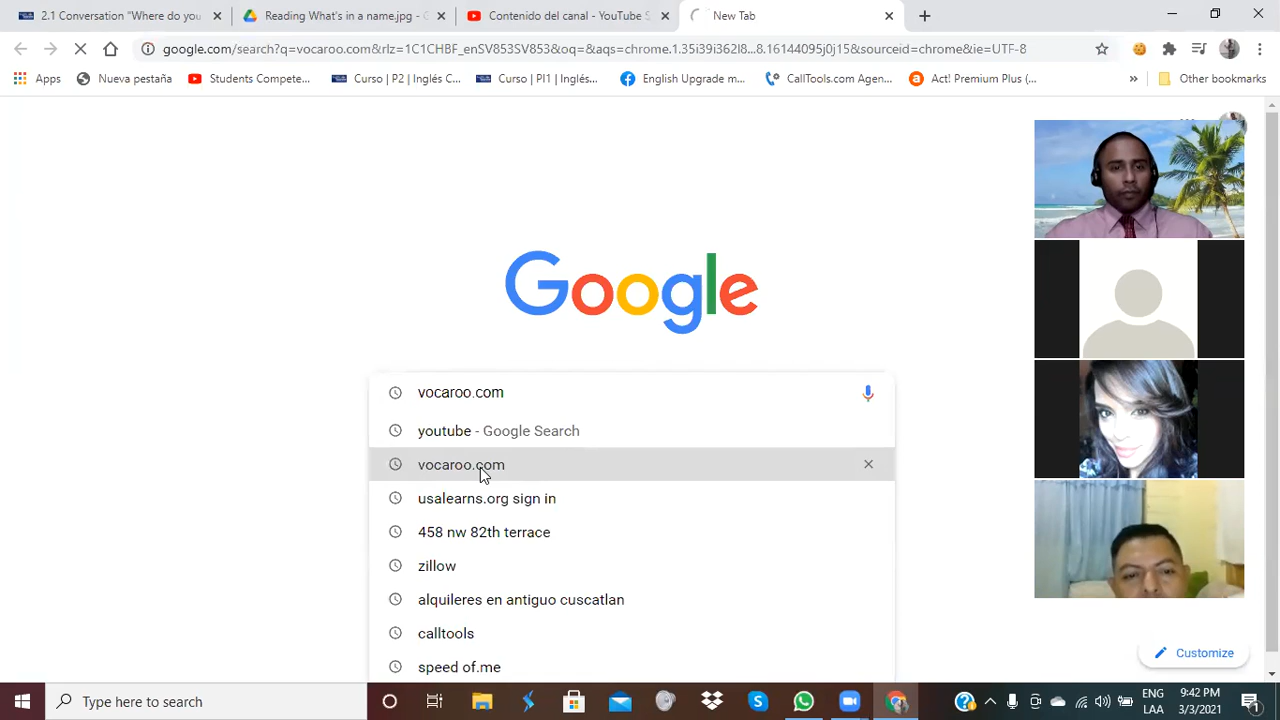 2.1 Conversation "Where do you
Reading What's in a name.jpg - G
Contenido del canal - YouTube S
New Tab
google.com/search?q=vocaroo.com&rlz=1C1CHBF_enSV853SV853&oq=&aqs=chrome.1.35i39i362l8...8.16144095j0j15&sourceid=chrome&ie=UTF-8
Apps
Nueva pestaña
Students Compete...
Curso | P2 | Inglés C...
Curso | PI1 | Inglés...
English Upgrade m...
CallTools.com Agen...
Act! Premium Plus (...
»
Other bookmarks
Google
vocaroo.com
youtube - Google Search
vocaroo.com
usalearns.org sign in
458 nw 82th terrace
zillow
alquileres en antiguo cuscatlan
calltools
speed of.me
Customize
Type here to search
ENG
LAA
9:42 PM
3/3/2021